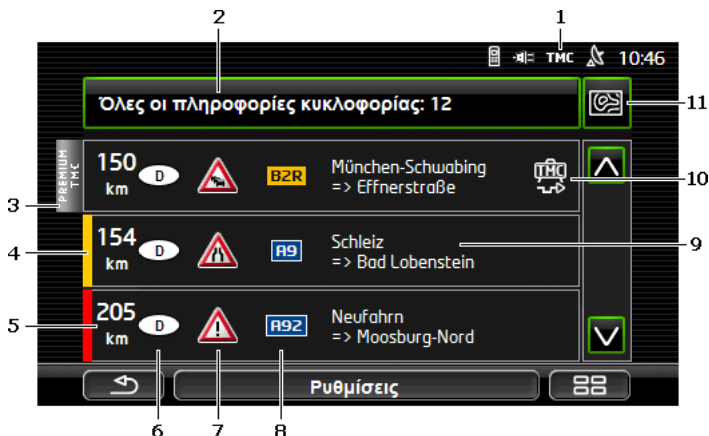 2
1
TMC 10:46
Όλες οι πληροφορίες κυκλοφορίας: 12
11
PREMIUM
TMC
150
km
D
B2R
München-Schwabing
=> Effnerstraße
TMC
10
3
154
km
D
A9
Schleiz
=> Bad Lobenstein
9
4
205
km
D
A92
Neufahrn
=> Moosburg-Nord
5
Ρυθμίσεις
6
7
8